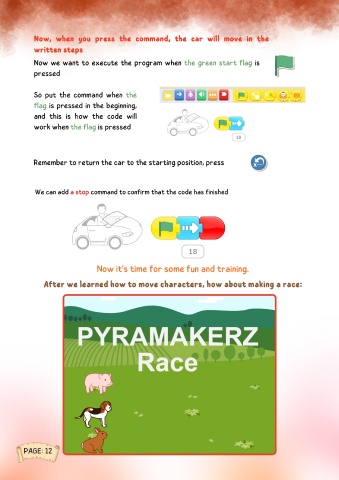 Now, when you press the command, the car will move in the
written steps
Now we want to execute the program when the green start flag is
pressed
So put the command when the
flag is pressed in the beginning,
and this is how the code will
work when the flag is pressed
18
Remember to return the car to the starting position, press
We can add a stop command to confirm that the code has finished
18
Now it's time for some fun and training.
After we learned how to move characters, how about making a race:
PYRAMAKERZ
Race
PAGE: 12